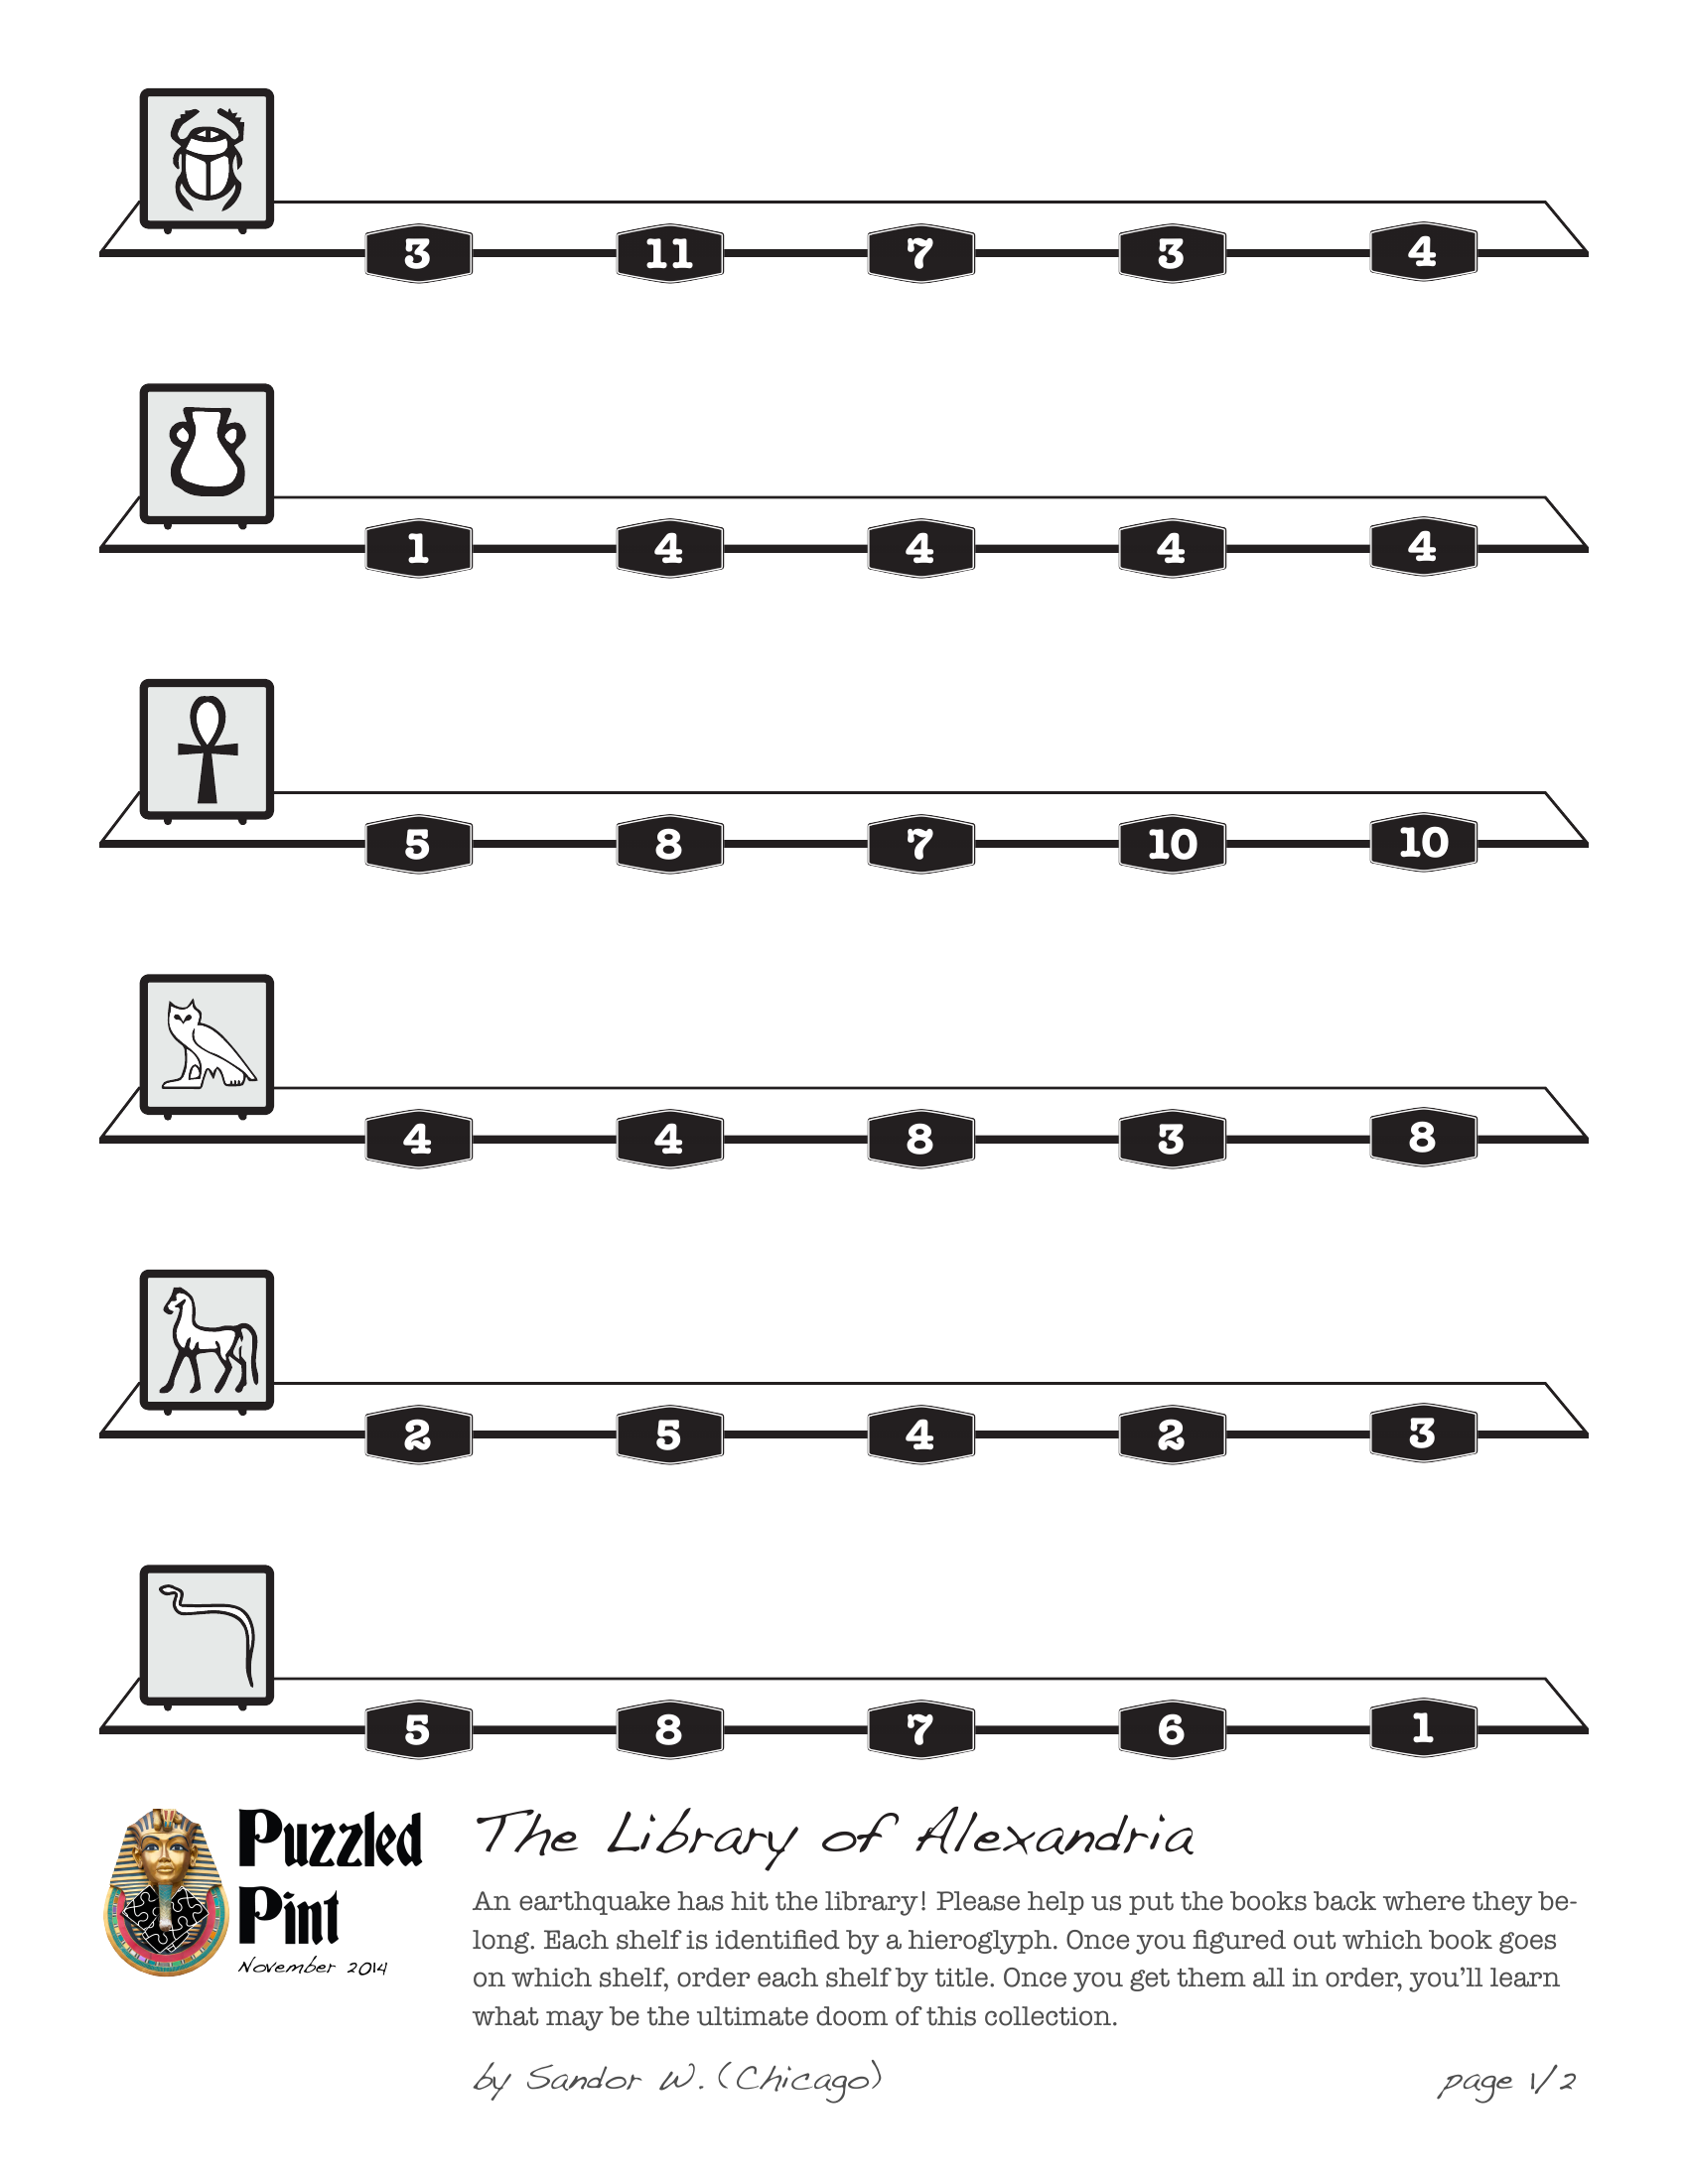 3 11 7 3 4
1 4 4 4 4
5 8 7 10 10
4 4 8 3 8
2 5 4 2 3
5 8 7 6 1
Puzzled
Pint
November 2014
The Library of Alexandria
An earthquake has hit the library! Please help us put the books back where they be-
long. Each shelf is identified by a hieroglyph. Once you figured out which book goes
on which shelf, order each shelf by title. Once you get them all in order, you’ll learn
what may be the ultimate doom of this collection.
by Sandor W. (Chicago)
page 1/2